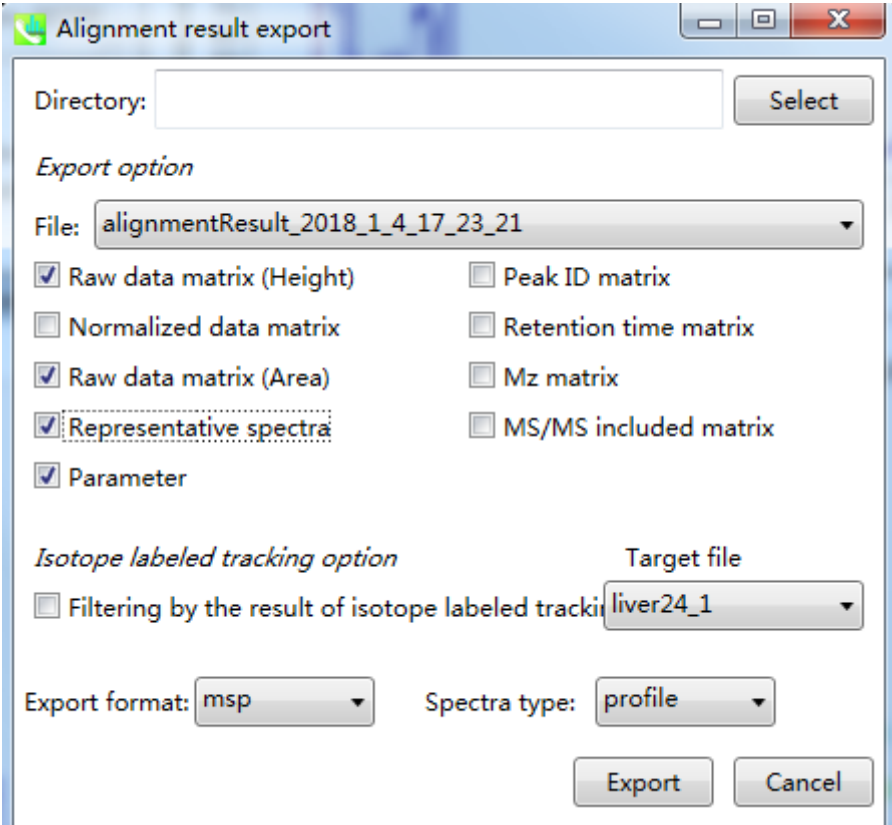 Alignment result export
Directory:
Select
Export option
File: alignmentResult_2018_1_4_17_23_21
Raw data matrix (Height)
Peak ID matrix
Normalized data matrix
Retention time matrix
Raw data matrix (Area)
Mz matrix
Representative spectra
MS/MS included matrix
Parameter
Isotope labeled tracking option
Target file
Filtering by the result of isotope labeled trackin
liver24_1
Export format: msp
Spectra type: profile
Export
Cancel